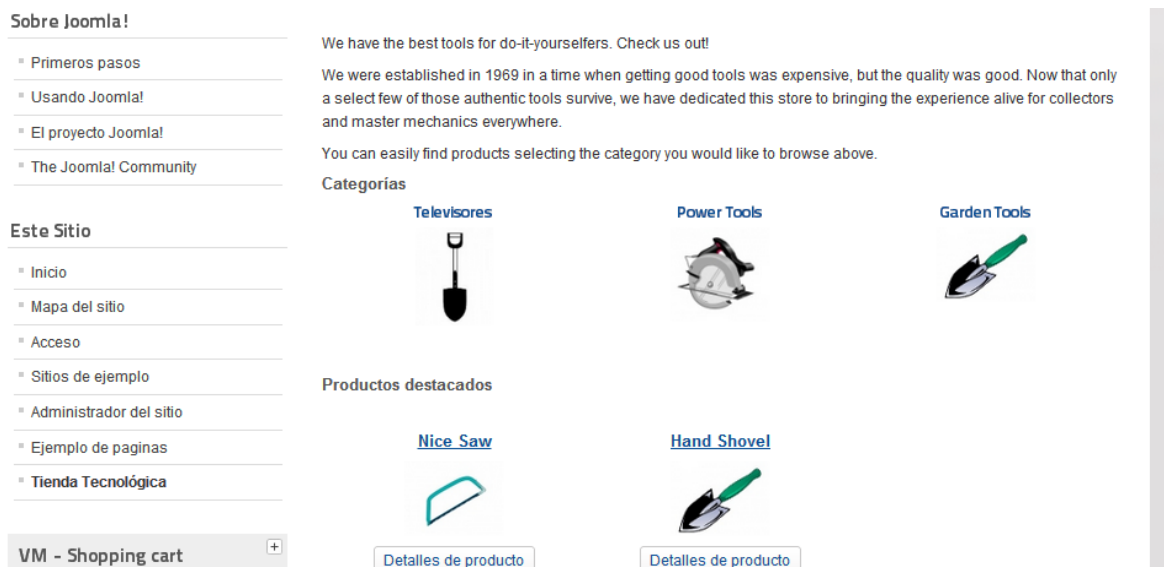 Sobre Joomla!
Primeros pasos
Usando Joomla!
El proyecto Joomla!
The Joomla! Community
Este Sitio
Inicio
Mapa del sitio
Acceso
Sitios de ejemplo
Administrador del sitio
Ejemplo de paginas
Tienda Tecnológica
VM - Shopping cart
We have the best tools for do-it-yourselfers. Check us out!
We were established in 1969 in a time when getting good tools was expensive, but the quality was good. Now that only
a select few of those authentic tools survive, we have dedicated this store to bringing the experience alive for collectors
and master mechanics everywhere.
You can easily find products selecting the category you would like to browse above.
Categorías
Televisores Power Tools Garden Tools
Productos destacados
Nice Saw Hand Shovel
Detalles de producto Detalles de producto